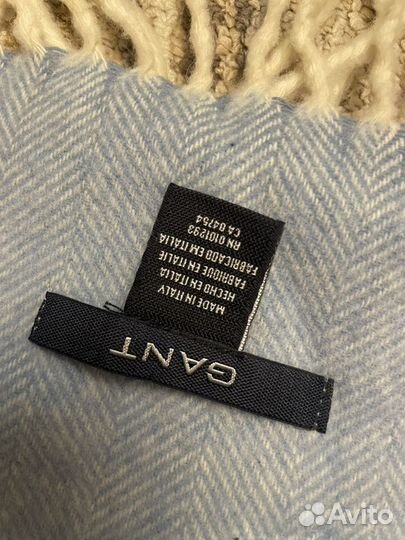 GANT
MADE IN ITALY
HECHO EN ITALIA
FABRIQUE EN ITALIE
FABRICADO EM ITALIA
RN 0101293
CA 04754
Avito